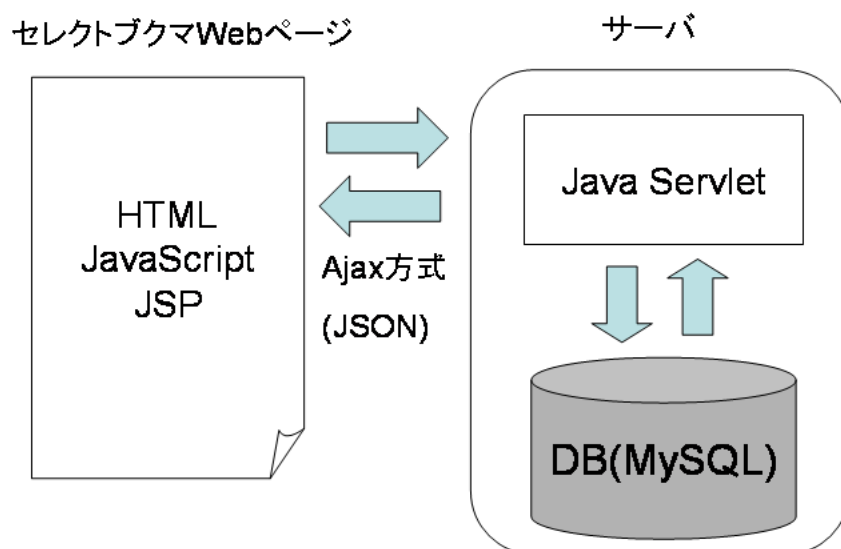 セレクトブクマWebページ
サーバ
HTML
JavaScript
JSP
Ajax方式
(JSON)
Java Servlet
DB(MySQL)